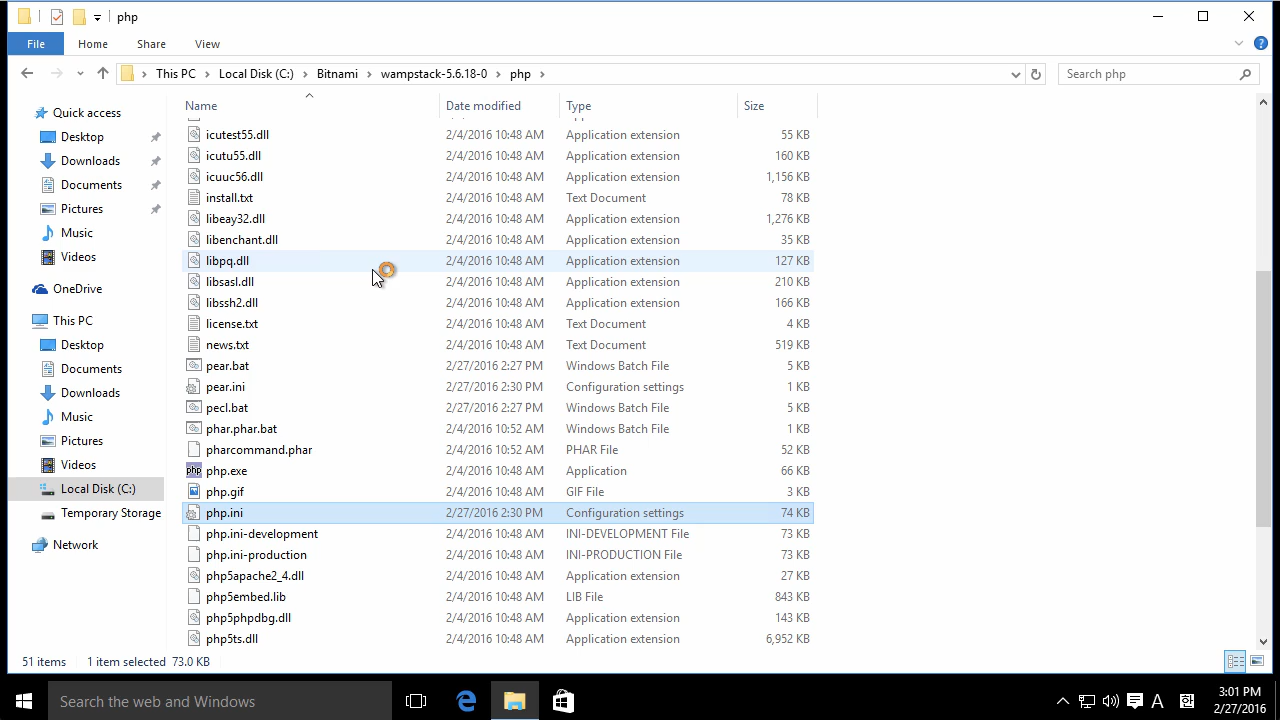 php
File Home Share View
This PC Local Disk (C:) Bitnami wampstack-5.6.18-0 php
Search php
Quick access
Desktop
Downloads
Documents
Pictures
Music
Videos
OneDrive
This PC
Desktop
Documents
Downloads
Music
Pictures
Videos
Local Disk (C:)
Temporary Storage
Network
Name Date modified Type Size
icutest55.dll 2/4/2016 10:48 AM Application extension 55 KB
icutu55.dll 2/4/2016 10:48 AM Application extension 160 KB
icuuc56.dll 2/4/2016 10:48 AM Application extension 1,156 KB
install.txt 2/4/2016 10:48 AM Text Document 78 KB
libeay32.dll 2/4/2016 10:48 AM Application extension 1,276 KB
libenchant.dll 2/4/2016 10:48 AM Application extension 35 KB
libpq.dll 2/4/2016 10:48 AM Application extension 127 KB
libsasl.dll 2/4/2016 10:48 AM Application extension 210 KB
libssh2.dll 2/4/2016 10:48 AM Application extension 166 KB
license.txt 2/4/2016 10:48 AM Text Document 4 KB
news.txt 2/4/2016 10:48 AM Text Document 519 KB
pear.bat 2/27/2016 2:27 PM Windows Batch File 5 KB
pear.ini 2/27/2016 2:30 PM Configuration settings 1 KB
pecl.bat 2/27/2016 2:27 PM Windows Batch File 5 KB
phar.phar.bat 2/4/2016 10:52 AM Windows Batch File 1 KB
pharcommand.phar 2/4/2016 10:52 AM PHAR File 52 KB
php php.exe 2/4/2016 10:48 AM Application 66 KB
php.gif 2/4/2016 10:48 AM GIF File 3 KB
php.ini 2/27/2016 2:30 PM Configuration settings 74 KB
php.ini-development 2/4/2016 10:48 AM INI-DEVELOPMENT File 73 KB
php.ini-production 2/4/2016 10:48 AM INI-PRODUCTION File 73 KB
php5apache2_4.dll 2/4/2016 10:48 AM Application extension 27 KB
php5embed.lib 2/4/2016 10:48 AM LIB File 843 KB
php5phpdbg.dll 2/4/2016 10:48 AM Application extension 143 KB
php5ts.dll 2/4/2016 10:48 AM Application extension 6,952 KB
51 items 1 item selected 73.0 KB
Search the web and Windows
A 3:01 PM
2/27/2016